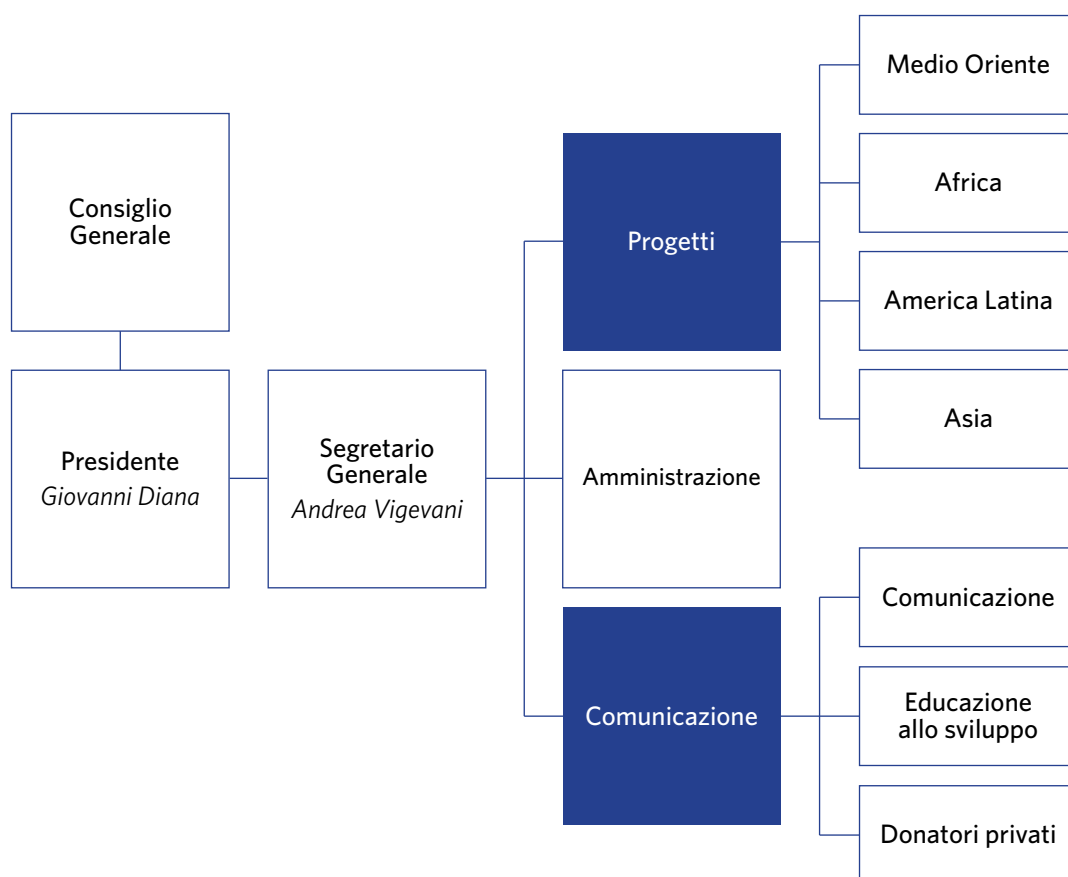 Consiglio
Generale
Presidente
Giovanni Diana
Segretario
Generale
Andrea Vigevani
Progetti
Amministrazione
Comunicazione
Medio Oriente
Africa
America Latina
Asia
Comunicazione
Educazione
allo sviluppo
Donatori privati